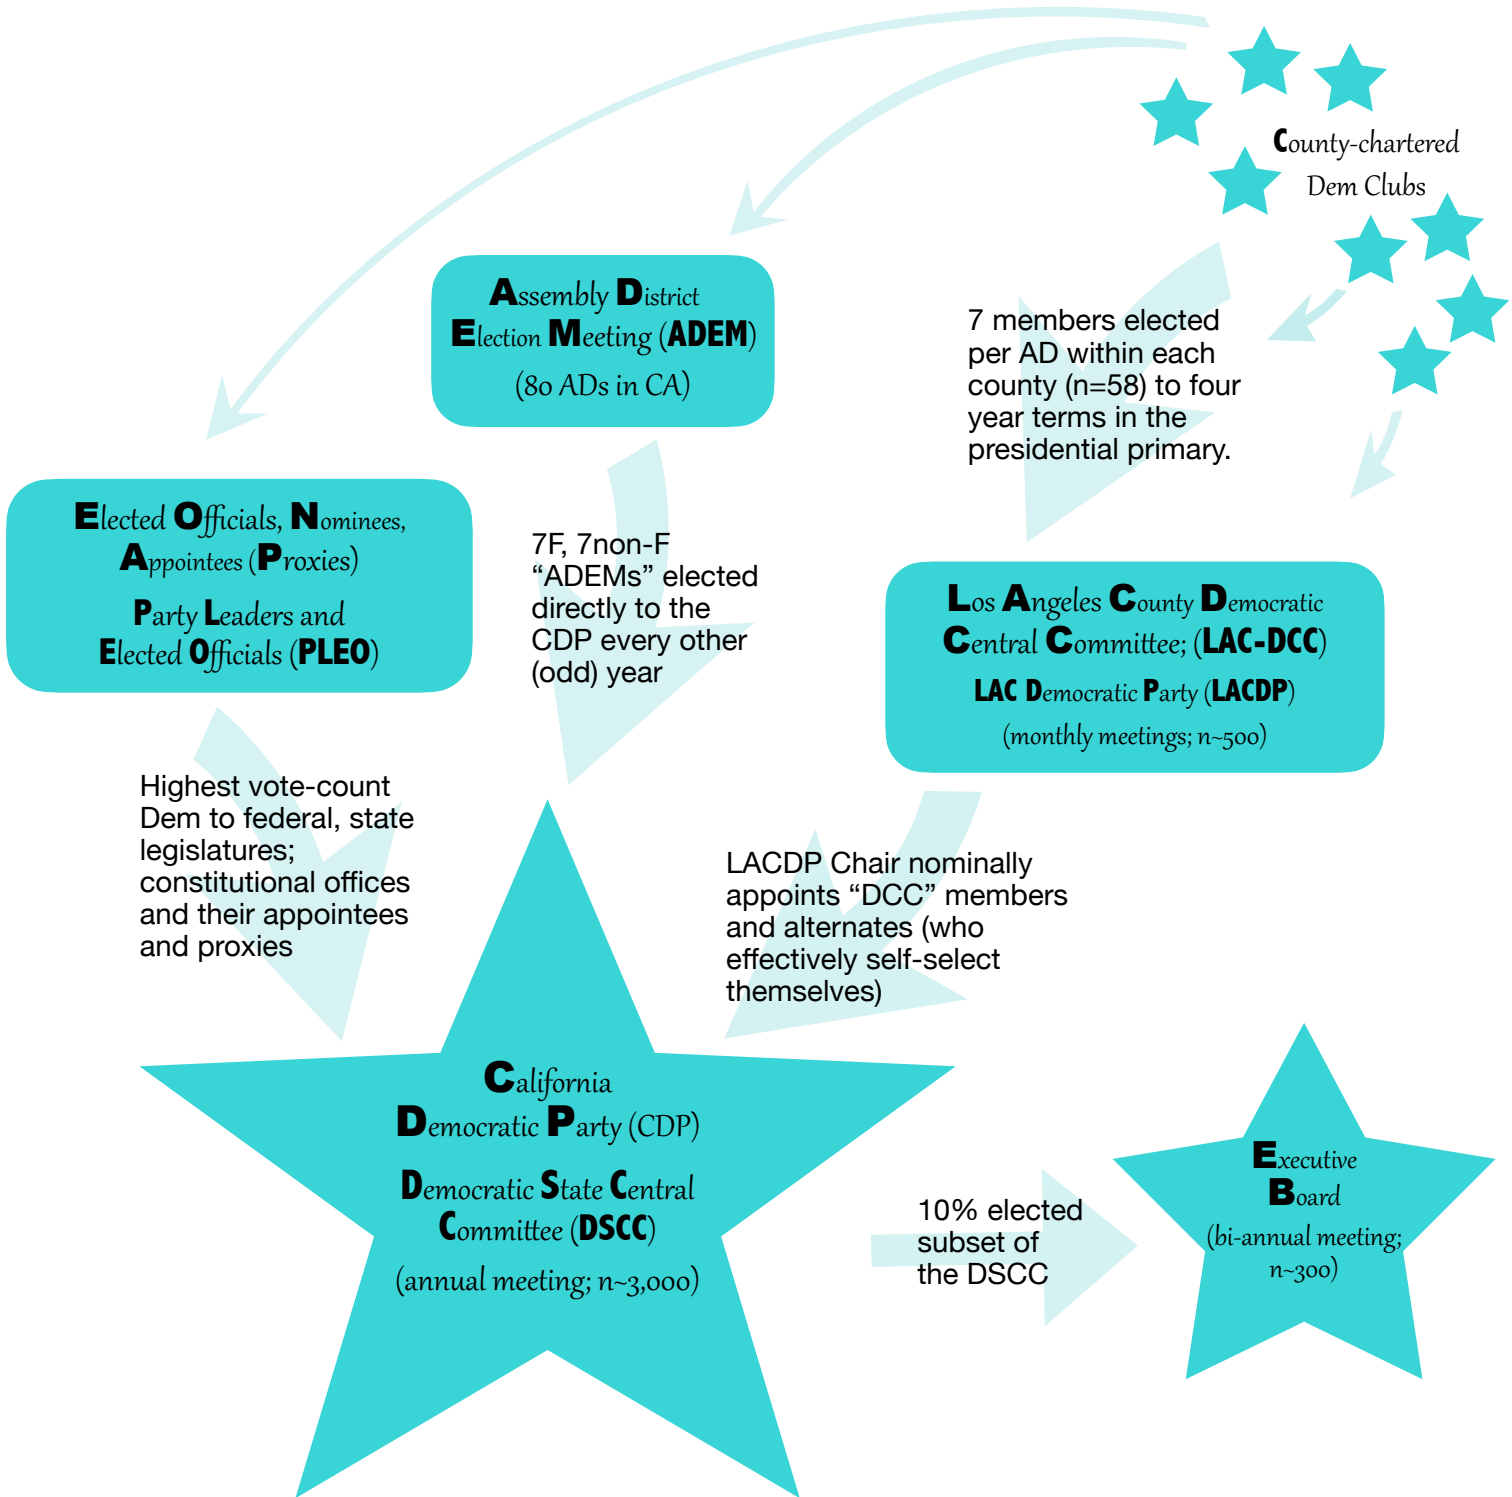 County-chartered
Dem Clubs
Assembly District
Election Meeting (ADEM)
(80 ADs in CA)
7 members elected
per AD within each
county (n=58) to four
year terms in the
presidential primary.
Elected Officials, Nominees,
Appointees (Proxies)
Party Leaders and
Elected Officials (PLEO)
7F, 7non-F
“ADEMs” elected
directly to the
CDP every other
(odd) year
Los Angeles County Democratic
Central Committee; (LAC-DCC)
LAC Democratic Party (LACDP)
(monthly meetings; n~500)
Highest vote-count
Dem to federal, state
legislatures;
constitutional offices
and their appointees
and proxies
LACDP Chair nominally
appoints “DCC” members
and alternates (who
effectively self-select
themselves)
California
Democratic Party (CDP)
Democratic State Central
Committee (DSCC)
(annual meeting; n~3,000)
10% elected
subset of
the DSCC
Executive
Board
(bi-annual meeting;
n~300)